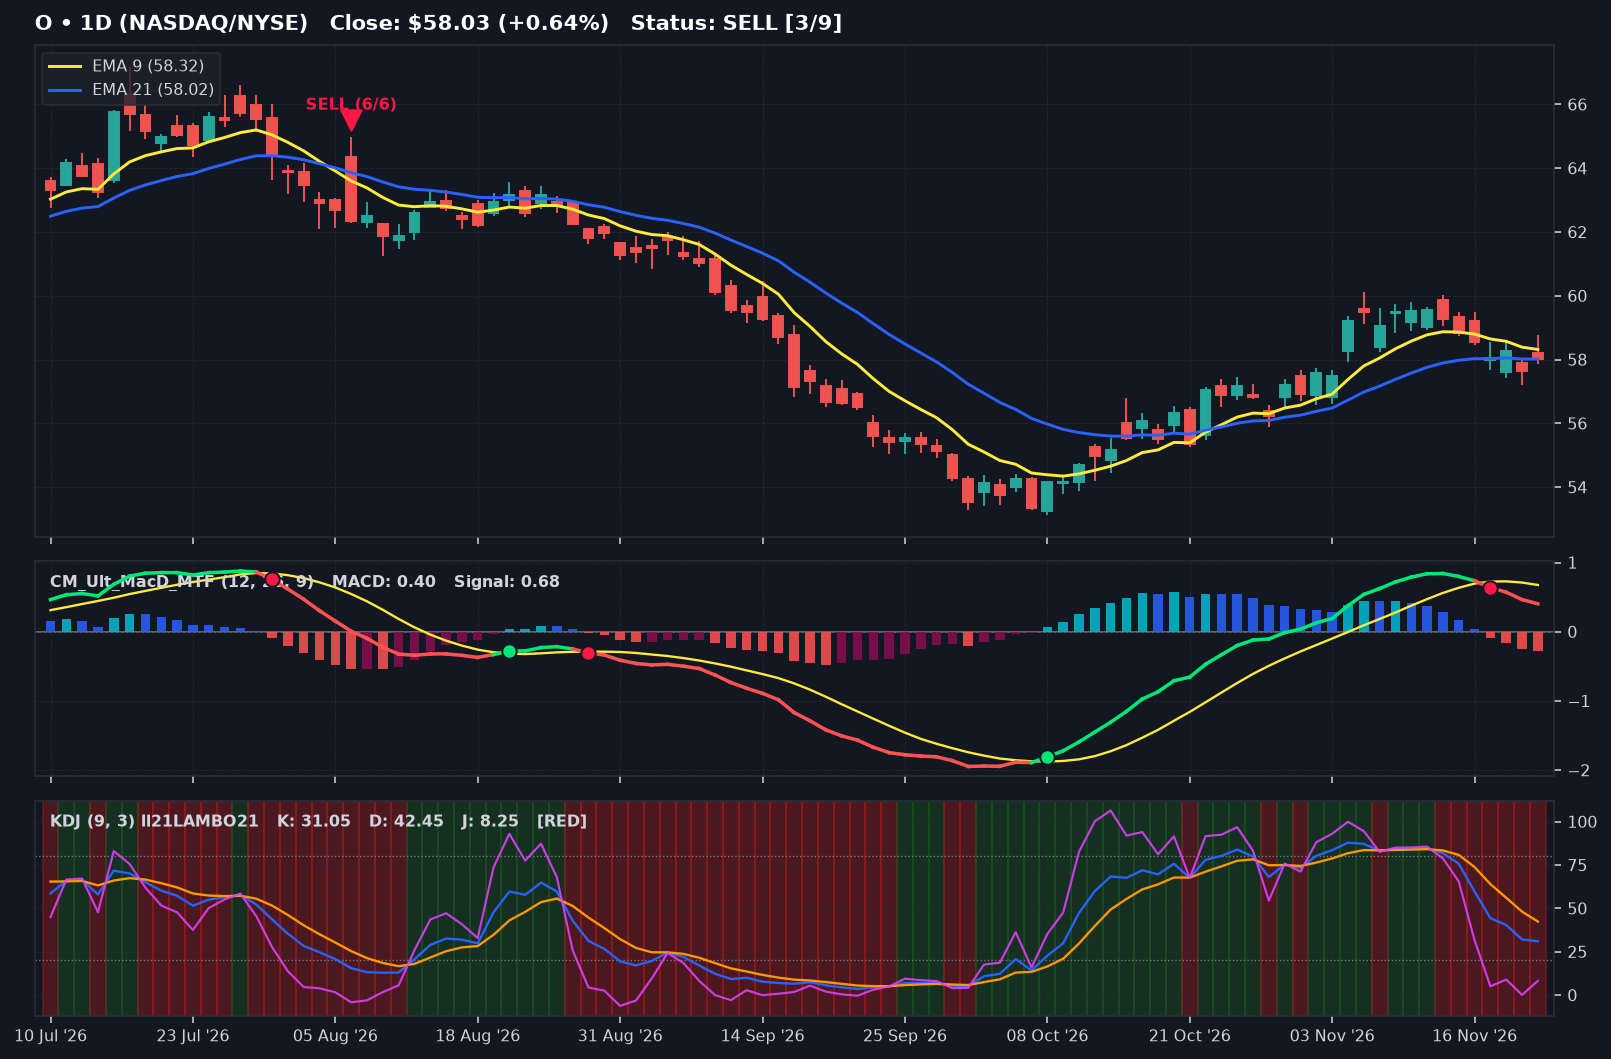 O • 1D (NASDAQ/NYSE)   Close: $58.03 (+0.64%)   Status: SELL [3/9]
EMA 9 (58.32)
EMA 21 (58.02)
SELL (6/6)
66
64
62
60
58
56
54
CM_Ult_MacD_MTF (12, 26, 9)   MACD: 0.40   Signal: 0.68
1
0
−1
−2
KDJ (9, 3) II21LAMBO21   K: 31.05   D: 42.45   J: 8.25   [RED]
100
75
50
25
0
10 Jul '26   23 Jul '26   05 Aug '26   18 Aug '26   31 Aug '26   14 Sep '26   25 Sep '26   08 Oct '26   21 Oct '26   03 Nov '26   16 Nov '26